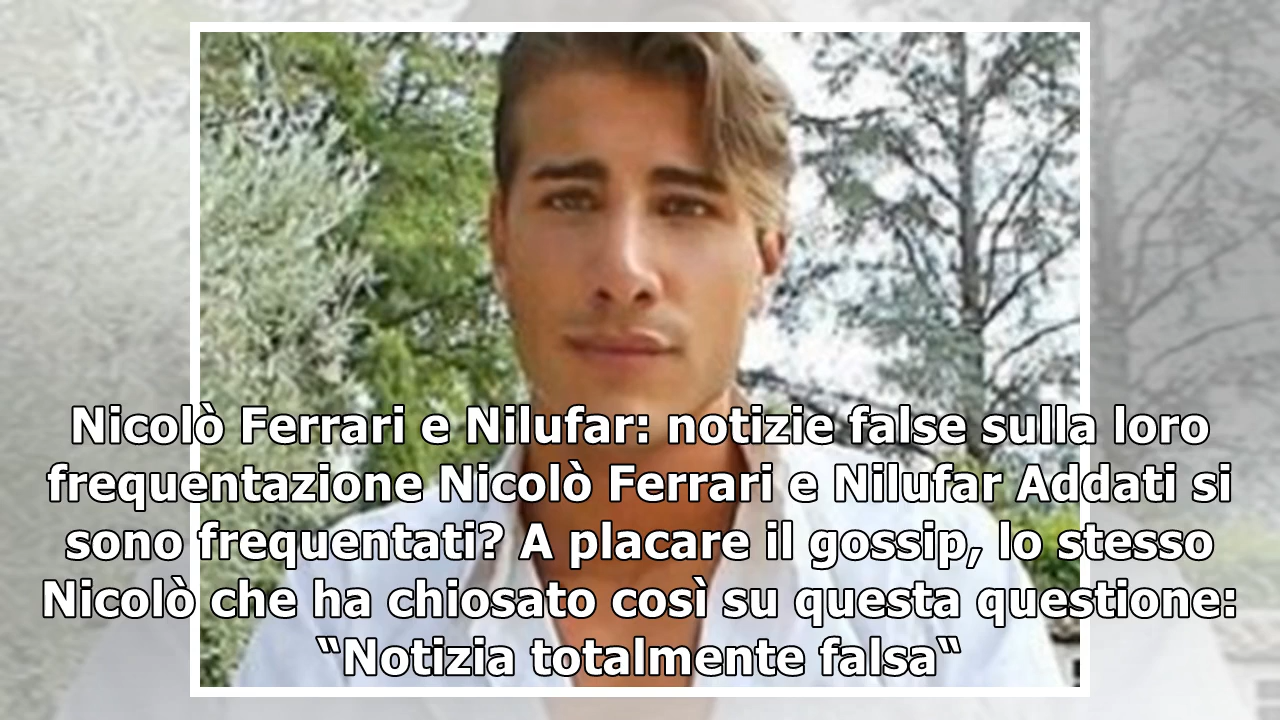 Nicolò Ferrari e Nilufar: notizie false sulla loro
frequentazione Nicolò Ferrari e Nilufar Addati si
sono frequentati? A placare il gossip, lo stesso
Nicolò che ha chiosato così su questa questione:
“Notizia totalmente falsa“